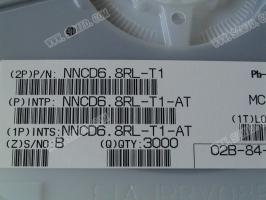 (2P)P/N: NNCD6.8RL-T1
Pb-
(P)INTP: NNCD6.8RL-T1-AT
MC
(1P)INTS: NNCD6.8RL-T1-AT
(1T)LO
(Z)S/NO: B (Q)QTY: 3000
02B-84-